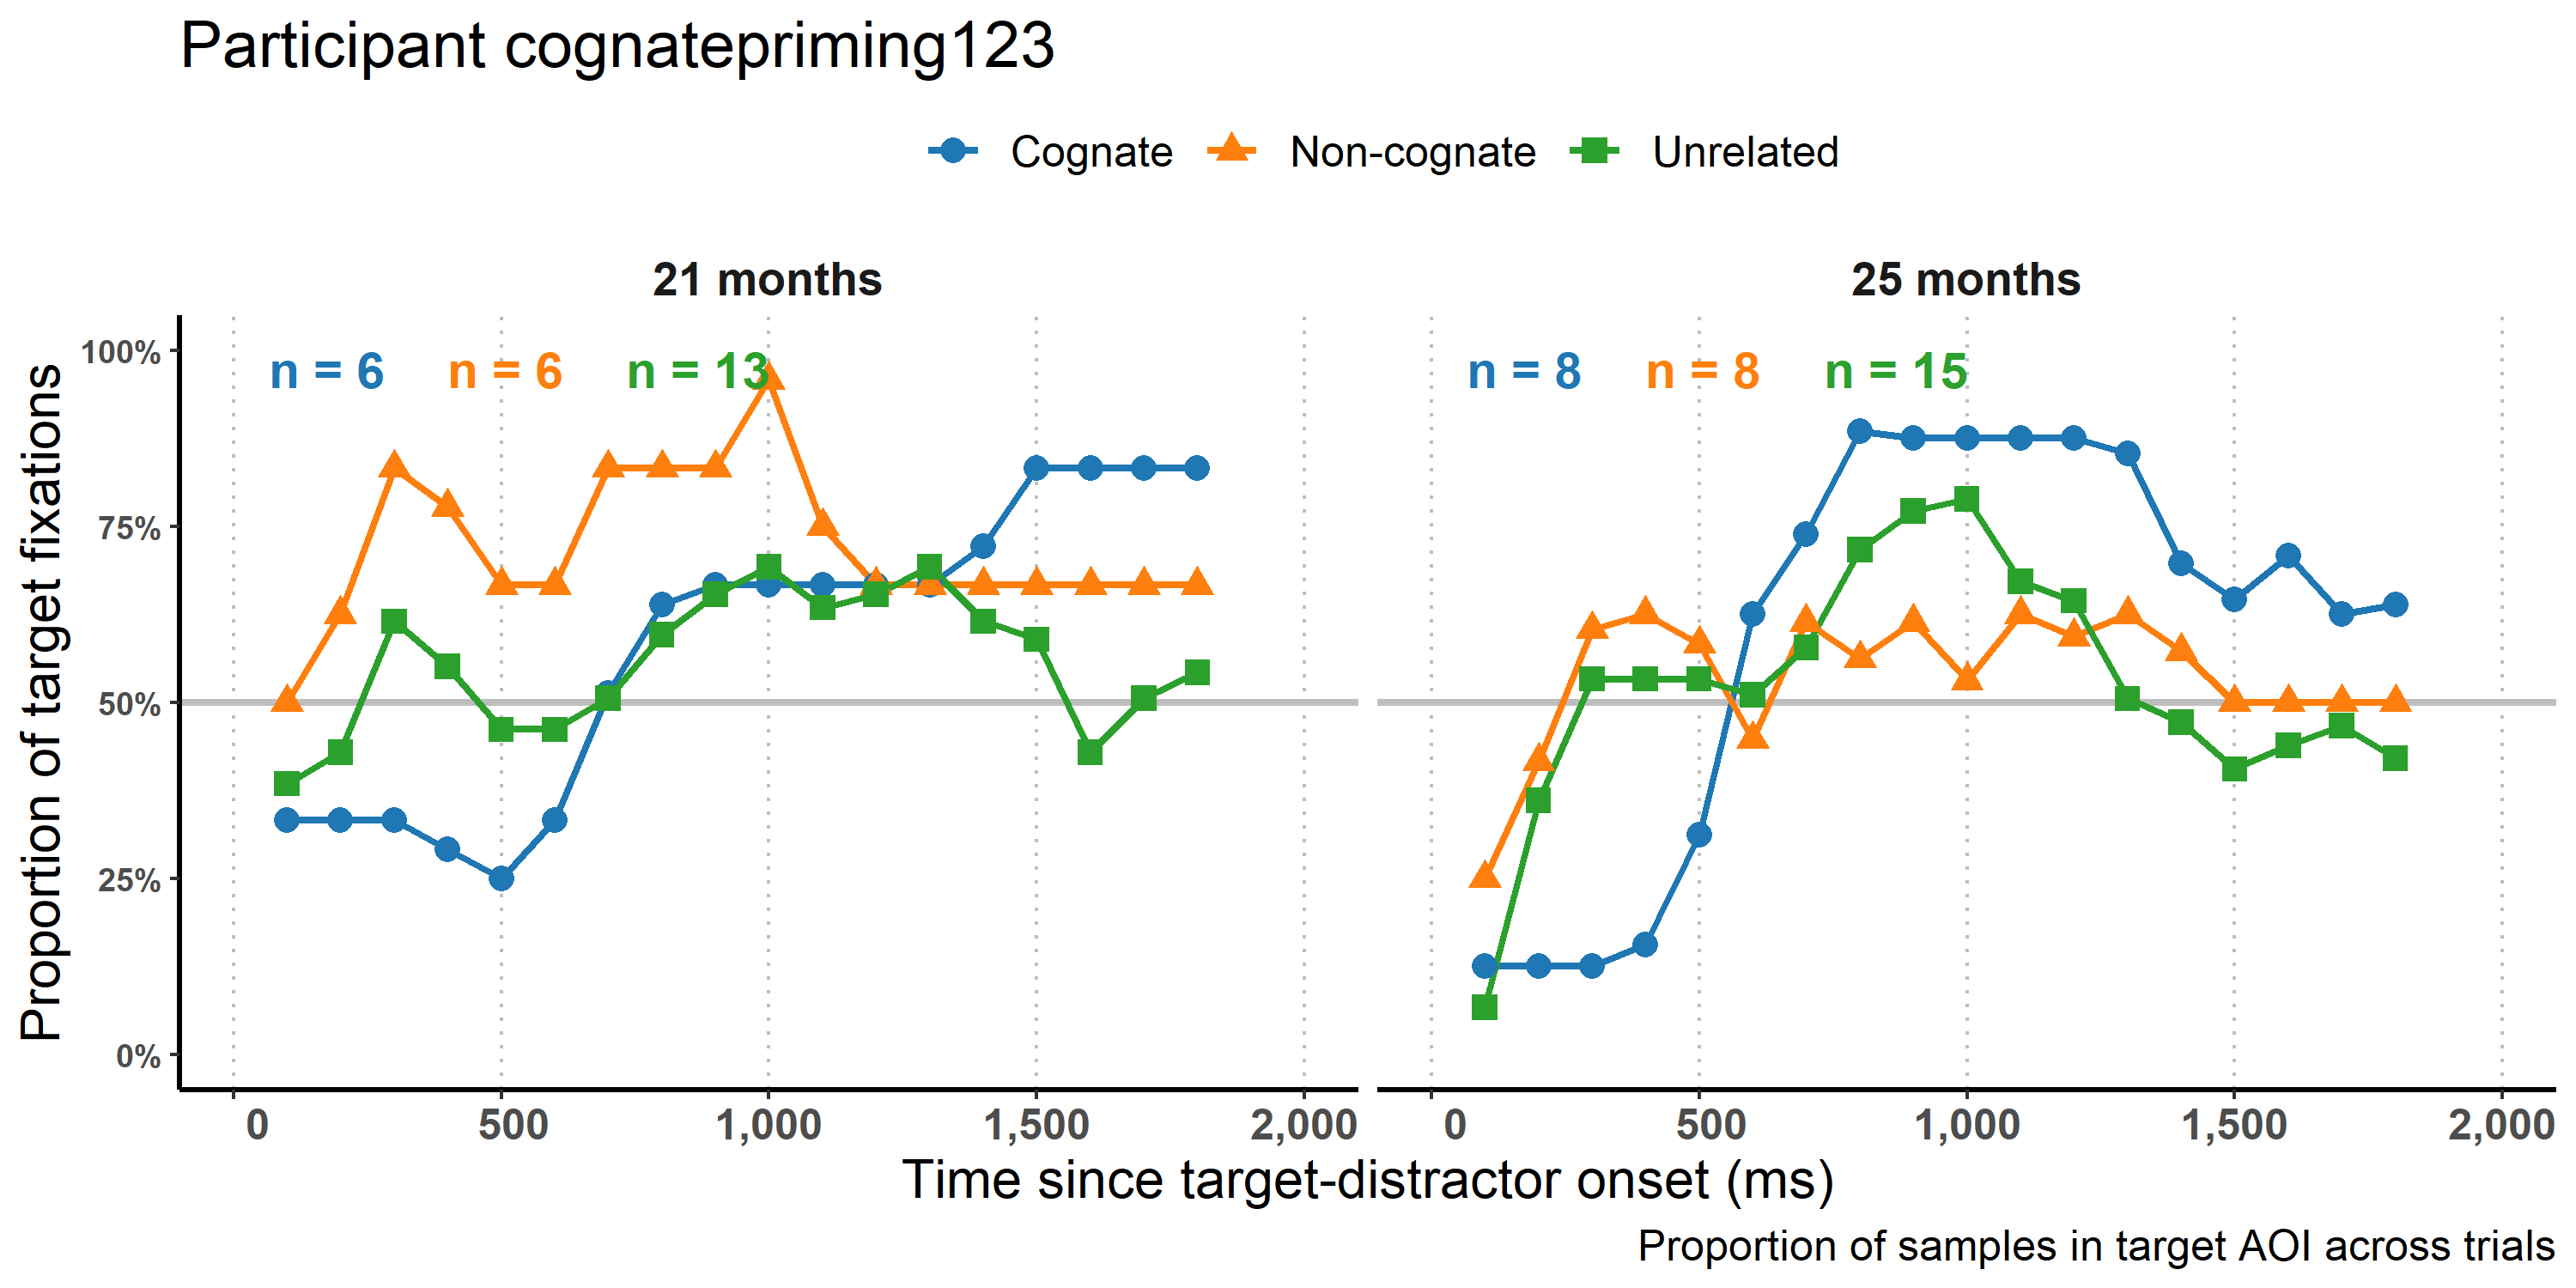 Participant cognatepriming123
Cognate Non-cognate Unrelated
21 months 25 months
n = 6 n = 6 n = 13 n = 8 n = 8 n = 15
100%
75%
50%
25%
0%
Proportion of target fixations
0 500 1,000 1,500 2,000 0 500 1,000 1,500 2,000
Time since target-distractor onset (ms)
Proportion of samples in target AOI across trials